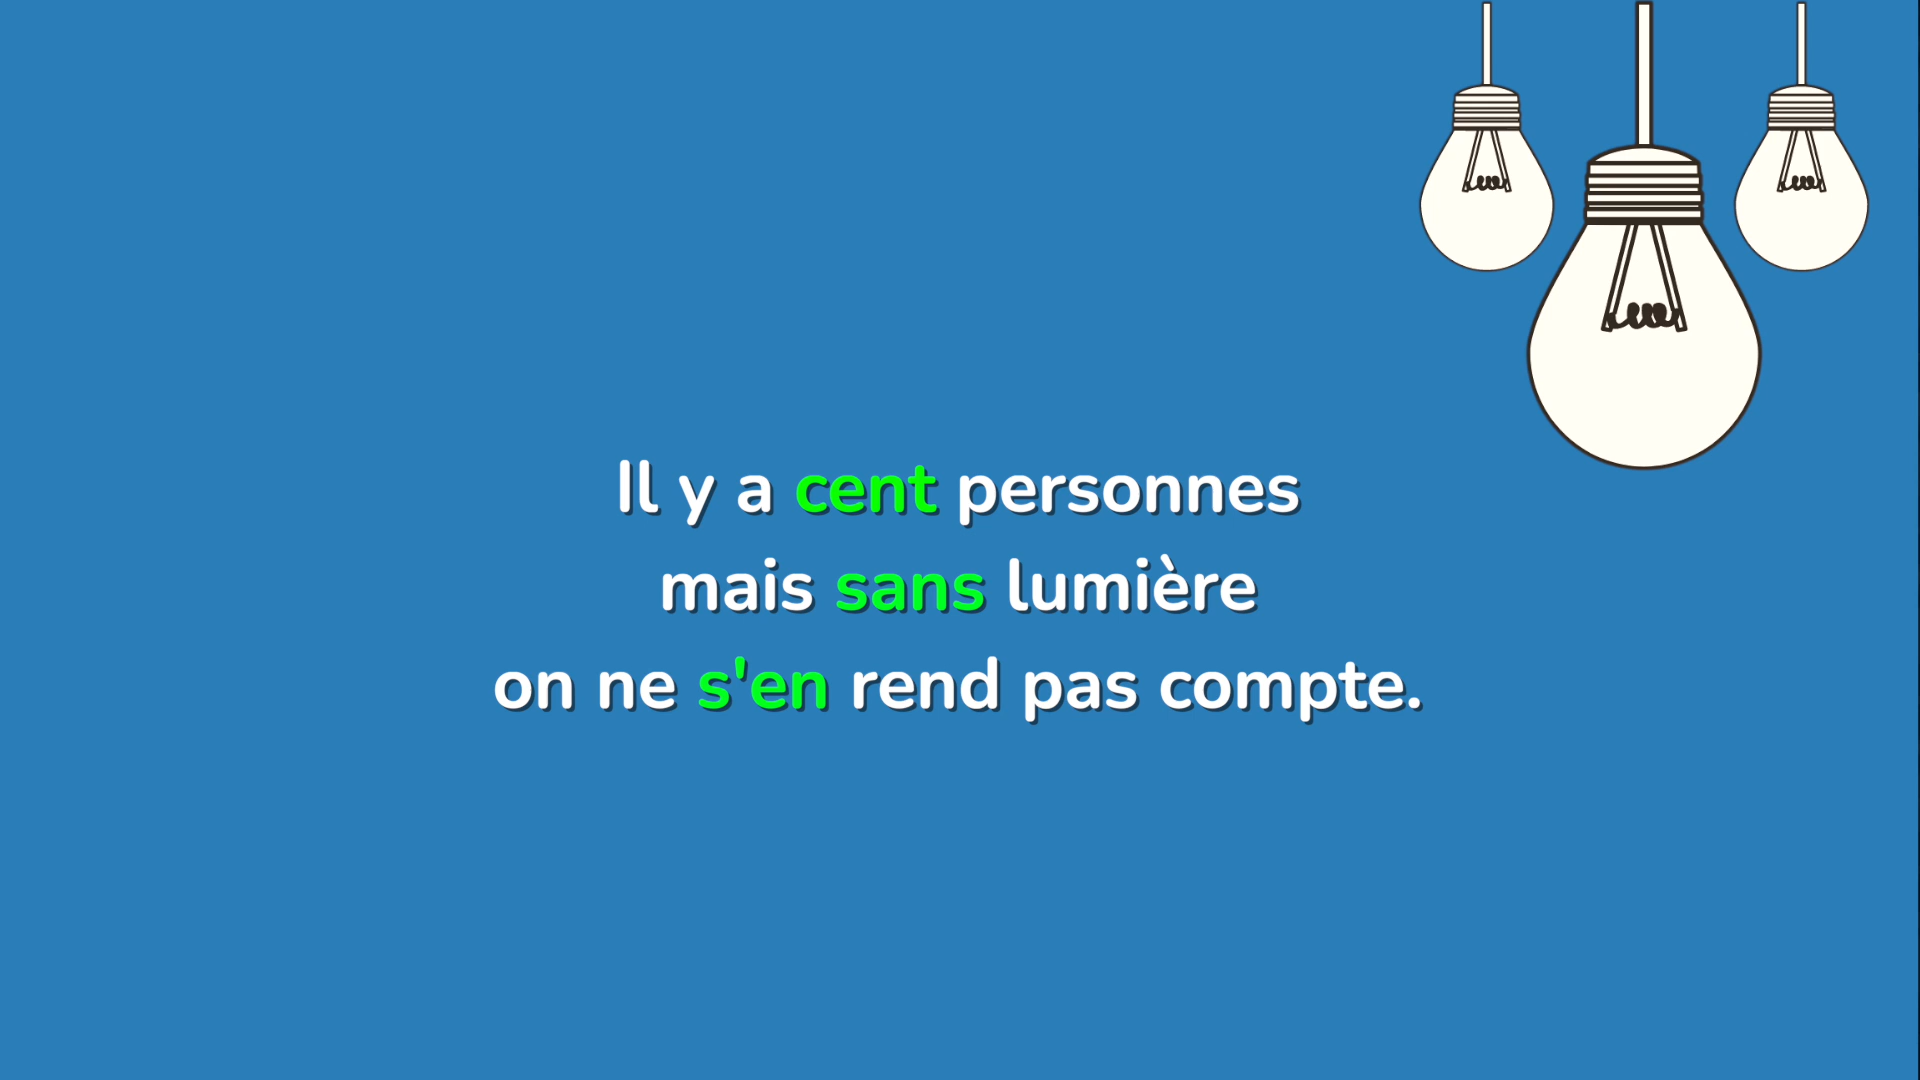 Il y a cent personnes
mais sans lumière
on ne s'en rend pas compte.